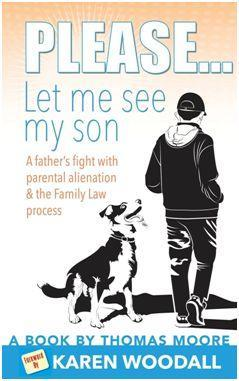 PLEASE...
Let me see
my son
A father's fight with
parental alienation
& the Family Law
process
A BOOK BY THOMAS MOORE
Foreword By
KAREN WOODALL